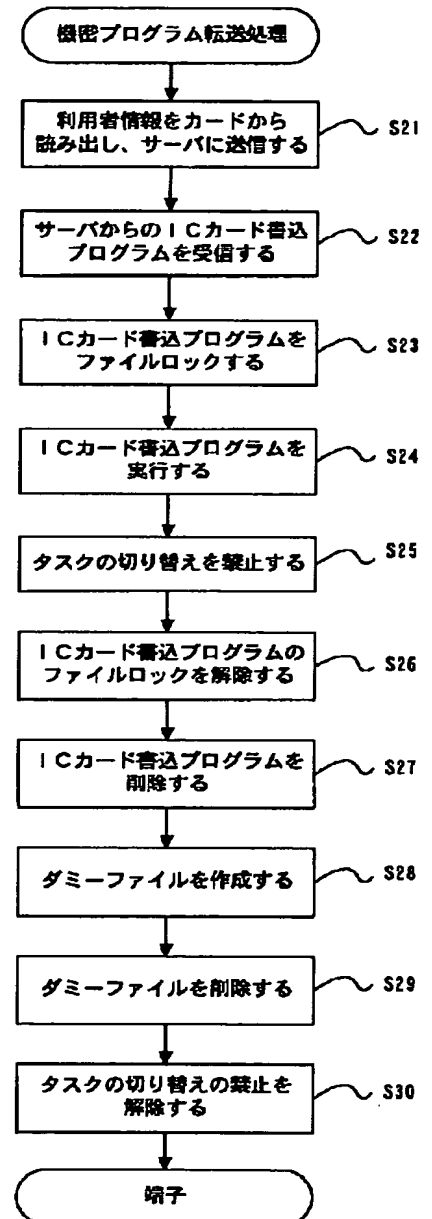 機密プログラム転送処理
利用者情報をカードから
読み出し、サーバに送信する
S21
サーバからのＩＣカード書込
プログラムを受信する
S22
ＩＣカード書込プログラムを
ファイルロックする
S23
ＩＣカード書込プログラムを
実行する
S24
タスクの切り替えを禁止する
S25
ＩＣカード書込プログラムの
ファイルロックを解除する
S26
ＩＣカード書込プログラムを
削除する
S27
ダミーファイルを作成する
S28
ダミーファイルを削除する
S29
タスクの切り替えの禁止を
解除する
S30
端子